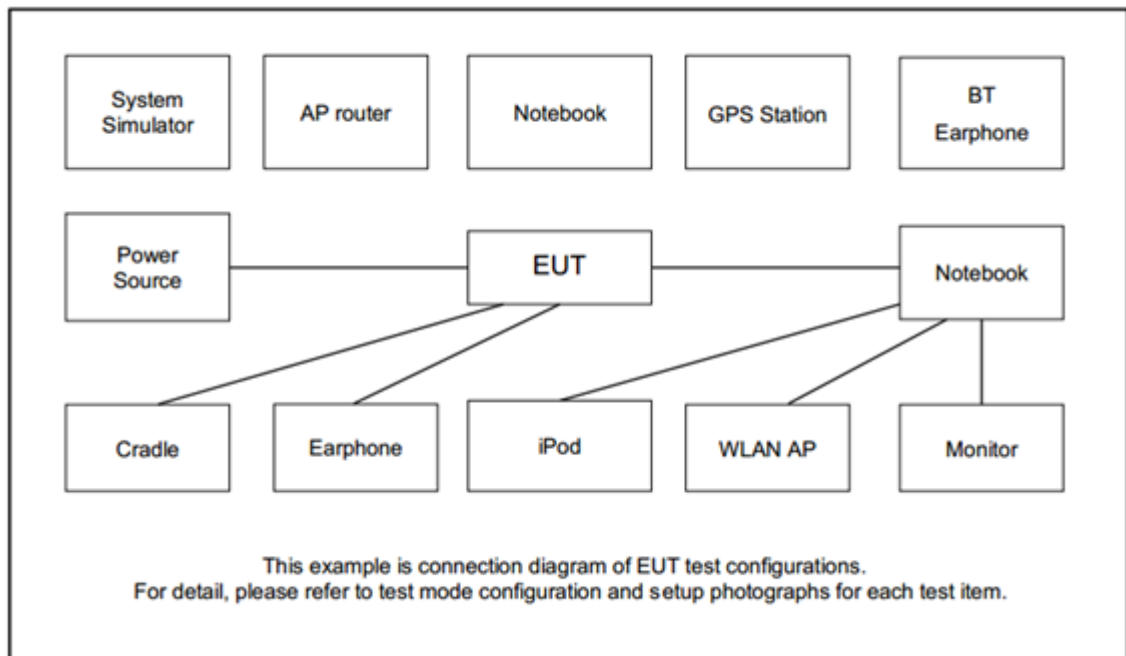 System
Simulator
AP router
Notebook
GPS Station
BT
Earphone
Power
Source
EUT
Notebook
Cradle
Earphone
iPod
WLAN AP
Monitor
This example is connection diagram of EUT test configurations.
For detail, please refer to test mode configuration and setup photographs for each test item.